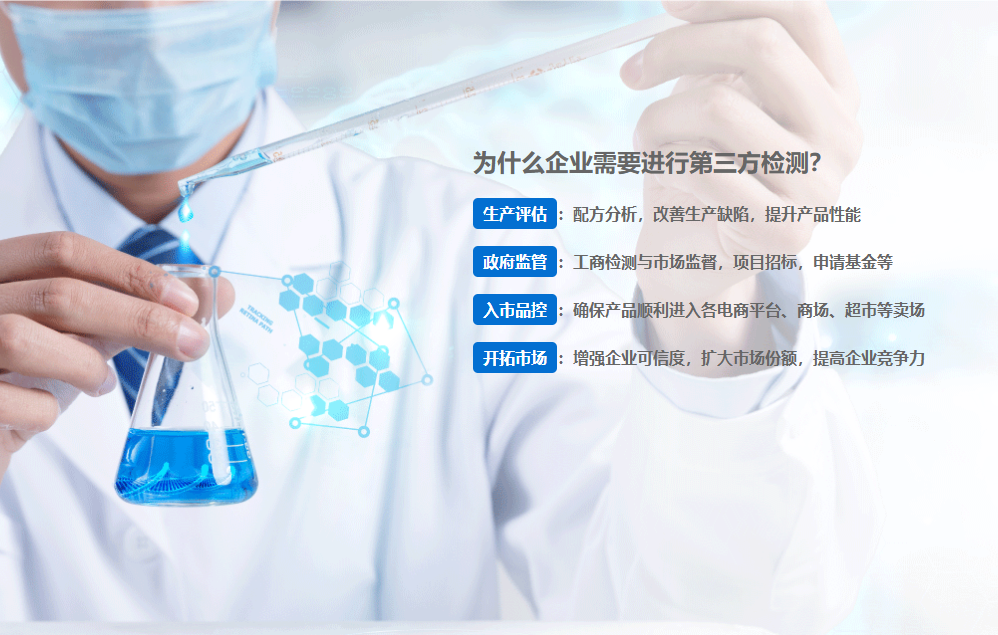 为什么企业需要进行第三方检测？
生产评估：配方分析，改善生产缺陷，提升产品性能
政府监管：工商检测与市场监督，项目招标，申请基金等
入市品控：确保产品顺利进入各电商平台、商场、超市等卖场
开拓市场：增强企业可信度，扩大市场份额，提高企业竞争力
TRACKING
RETINA PATH